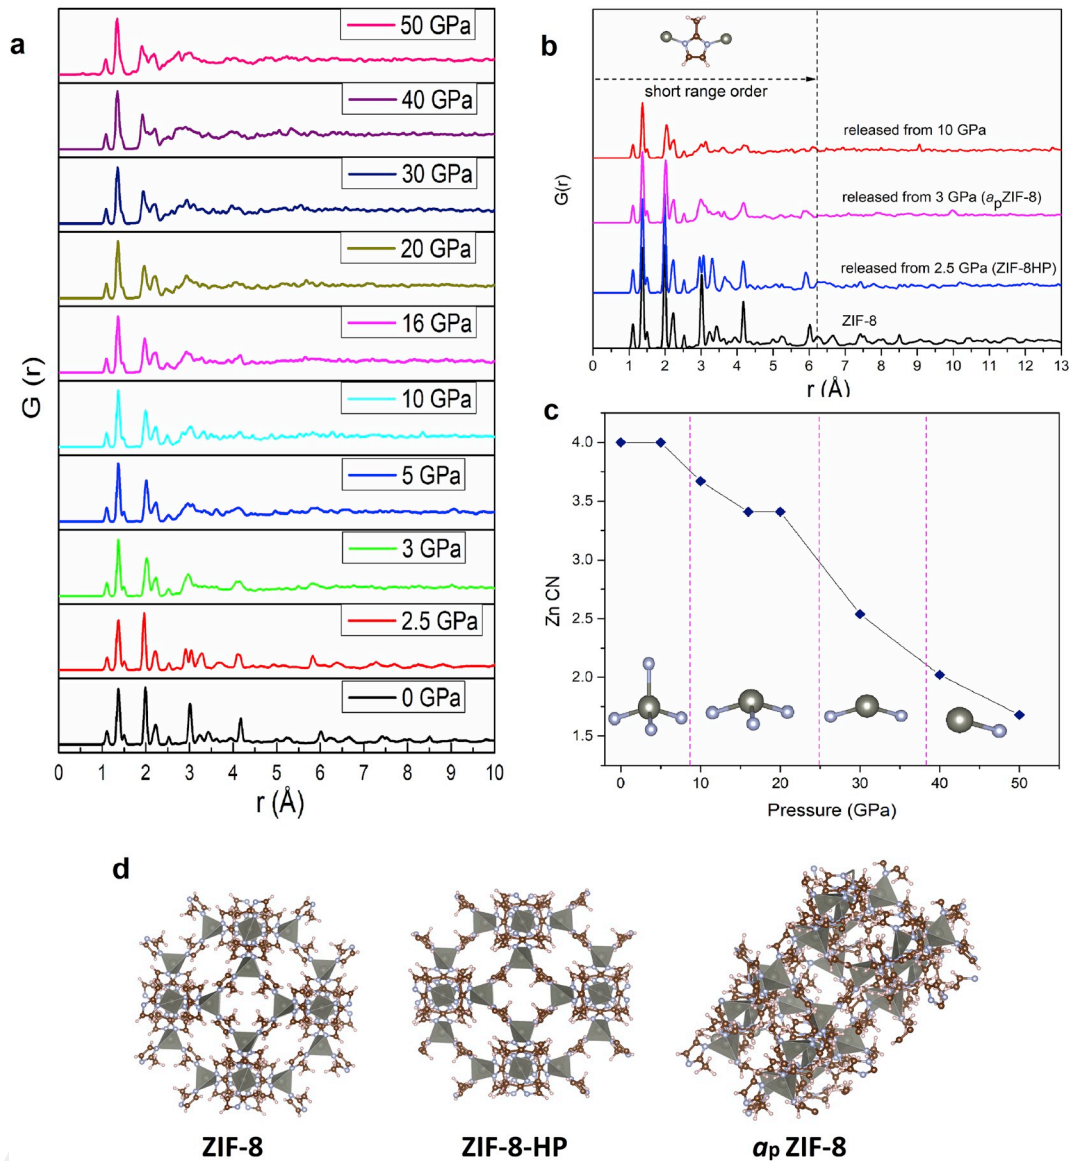 a
50 GPa
40 GPa
30 GPa
20 GPa
16 GPa
10 GPa
5 GPa
3 GPa
2.5 GPa
0 GPa
G (r)
0 1 2 3 4 5 6 7 8 9 10
r (Å)
b
short range order
released from 10 GPa
released from 3 GPa (apZIF-8)
released from 2.5 GPa (ZIF-8HP)
ZIF-8
G(r)
0 1 2 3 4 5 6 7 8 9 10 11 12 13
r (Å)
c
4.0
3.5
3.0
2.5
2.0
1.5
Zn CN
0 10 20 30 40 50
Pressure (GPa)
d
ZIF-8 ZIF-8-HP ap ZIF-8